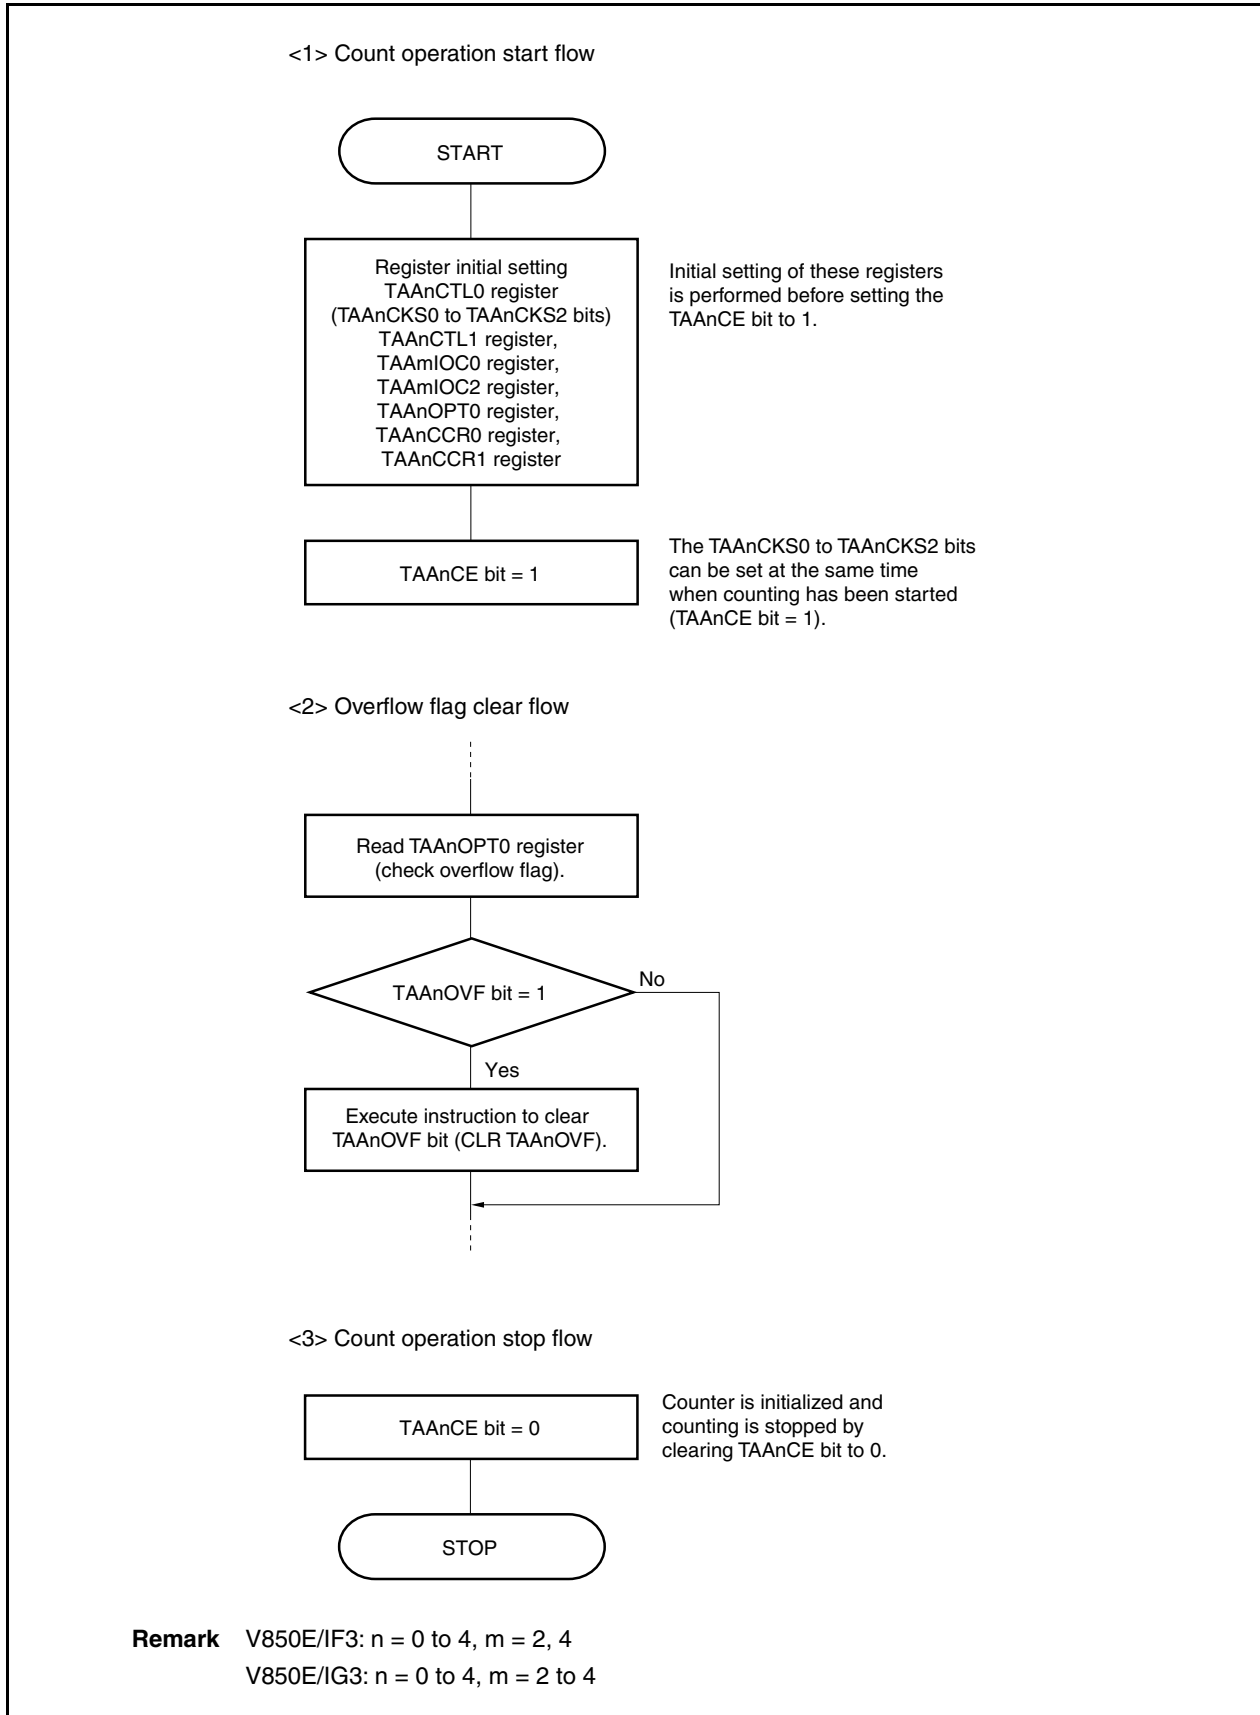 <1> Count operation start flow
START
Register initial setting
TAAnCTL0 register
(TAAnCKS0 to TAAnCKS2 bits)
TAAnCTL1 register,
TAAmIOC0 register,
TAAmIOC2 register,
TAAnOPT0 register,
TAAnCCR0 register,
TAAnCCR1 register
Initial setting of these registers
is performed before setting the
TAAnCE bit to 1.
TAAnCE bit = 1
The TAAnCKS0 to TAAnCKS2 bits
can be set at the same time
when counting has been started
(TAAnCE bit = 1).
<2> Overflow flag clear flow
Read TAAnOPT0 register
(check overflow flag).
TAAnOVF bit = 1
No
Yes
Execute instruction to clear
TAAnOVF bit (CLR TAAnOVF).
<3> Count operation stop flow
TAAnCE bit = 0
Counter is initialized and
counting is stopped by
clearing TAAnCE bit to 0.
STOP
Remark V850E/IF3: n = 0 to 4, m = 2, 4
V850E/IG3: n = 0 to 4, m = 2 to 4